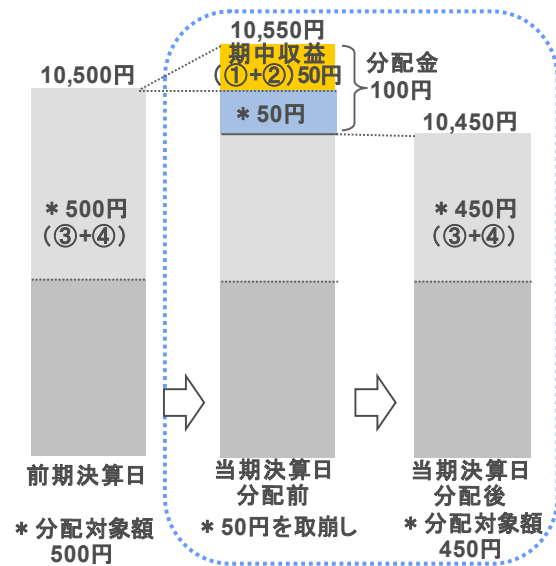 10,500円
10,550円
期中収益
(①+②)50円
分配金
100円
＊50円
10,450円
＊500円
(③+④)
＊450円
(③+④)
前期決算日
当期決算日
分配前
当期決算日
分配後
＊分配対象額
500円
＊50円を取崩し
＊分配対象額
450円